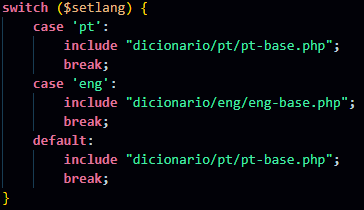 switch ($setlang) {
    case 'pt':
        include "dicionario/pt/pt-base.php";
        break;
    case 'eng':
        include "dicionario/eng/eng-base.php";
        break;
    default:
        include "dicionario/pt/pt-base.php";
        break;
}